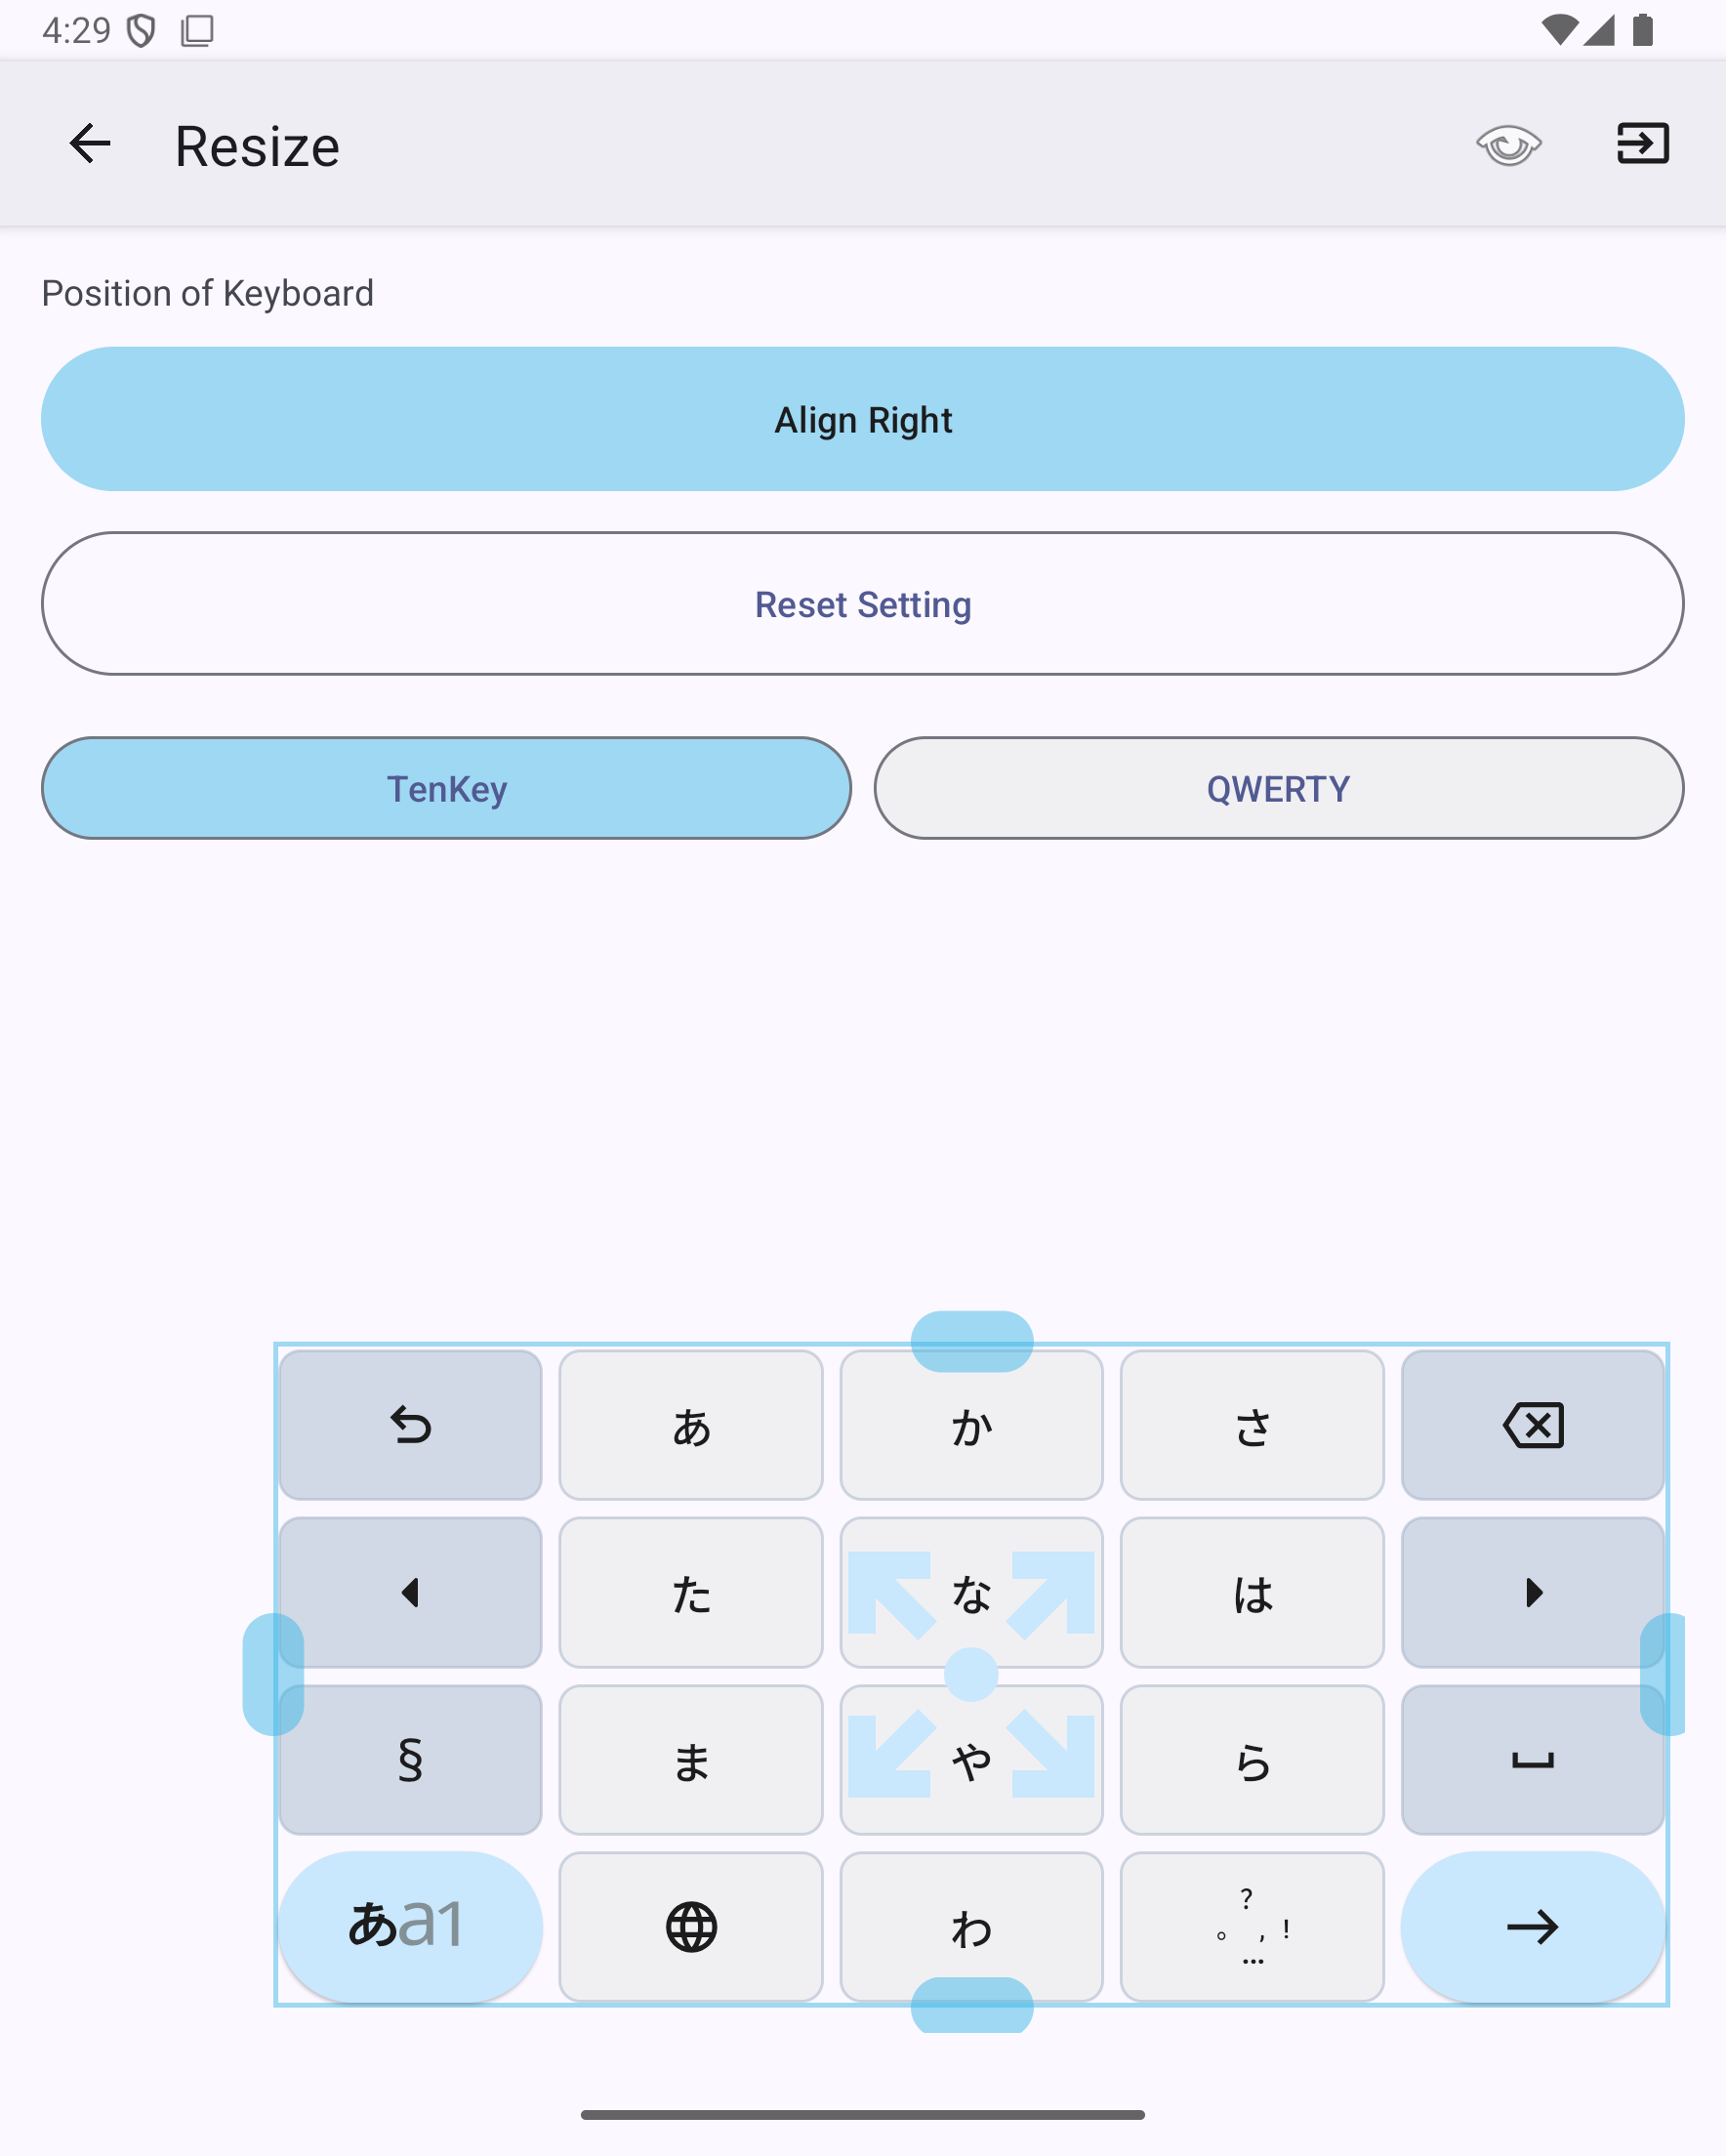 4:29
Resize
Position of Keyboard
Align Right
Reset Setting
TenKey QWERTY
あ か さ
た な は
§ ま や ら
あa1 わ 。?,!…